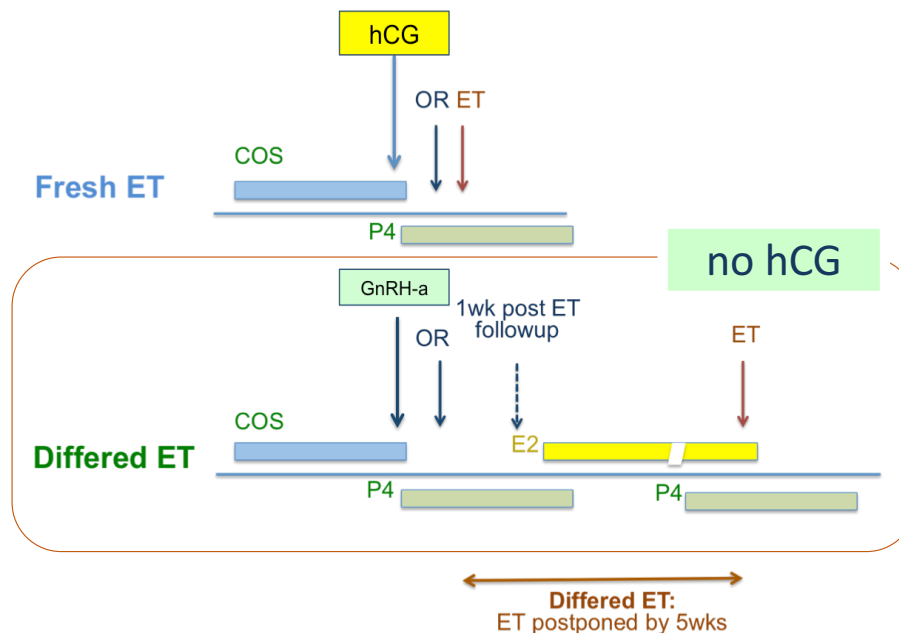 hCG
OR ET
COS
Fresh ET
P4
no hCG
GnRH-a
1wk post ET
followup
OR
ET
COS
E2
Differed ET
P4
P4
Differed ET:
ET postponed by 5wks